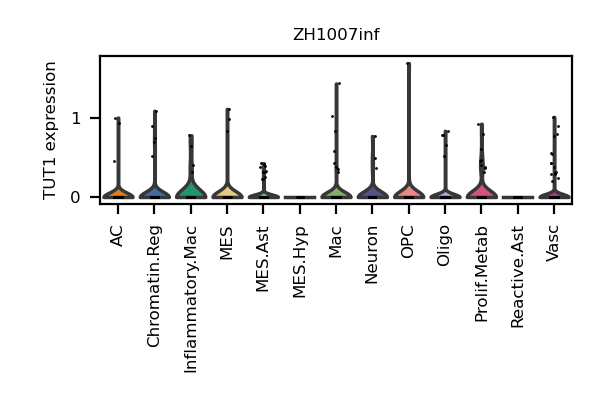 ZH1007inf
TUT1 expression
1
0
AC
Chromatin.Reg
Inflammatory.Mac
MES
MES.Ast
MES.Hyp
Mac
Neuron
OPC
Oligo
Prolif.Metab
Reactive.Ast
Vasc